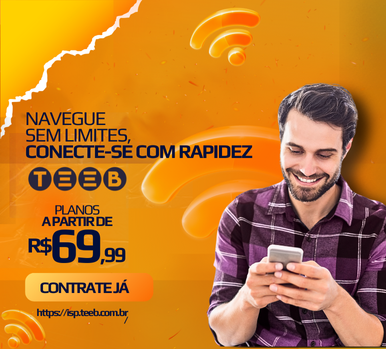 NAVEGUE
SEM LIMITES,
CONECTE-SE COM RAPIDEZ
TEEB
PLANOS
A PARTIR DE
R$69,99
CONTRATE JÁ
https://isp.teeb.com.br/